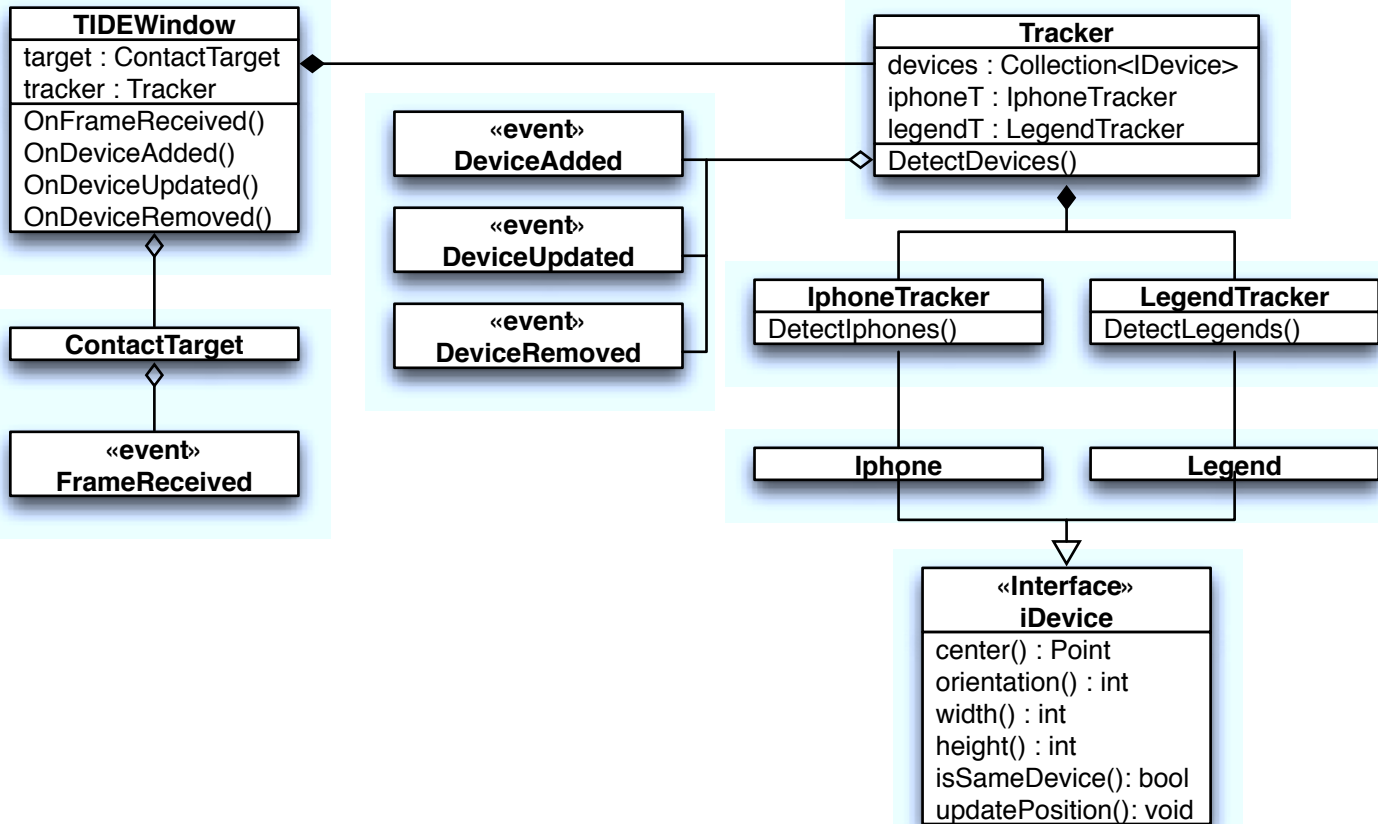 TIDEWindow
target : ContactTarget
tracker : Tracker
OnFrameReceived()
OnDeviceAdded()
OnDeviceUpdated()
OnDeviceRemoved()
ContactTarget
«event»
FrameReceived
«event»
DeviceAdded
«event»
DeviceUpdated
«event»
DeviceRemoved
Tracker
devices : Collection<IDevice>
iphoneT : IphoneTracker
legendT : LegendTracker
DetectDevices()
IphoneTracker
DetectIphones()
LegendTracker
DetectLegends()
Iphone
Legend
«Interface»
iDevice
center() : Point
orientation() : int
width() : int
height() : int
isSameDevice(): bool
updatePosition(): void